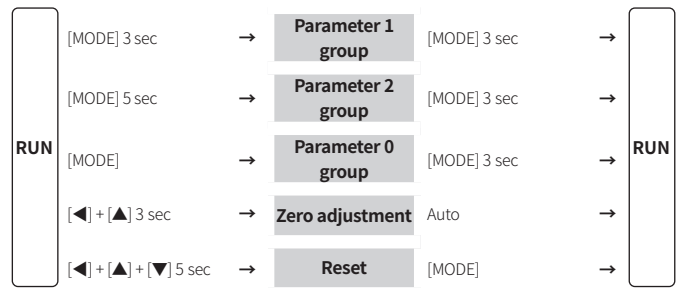 RUN
[MODE] 3 sec → Parameter 1 group [MODE] 3 sec →
[MODE] 5 sec → Parameter 2 group [MODE] 3 sec →
[MODE] → Parameter 0 group [MODE] 3 sec →
[◀] + [▲] 3 sec → Zero adjustment Auto →
[◀] + [▲] + [▼] 5 sec → Reset [MODE] →
RUN